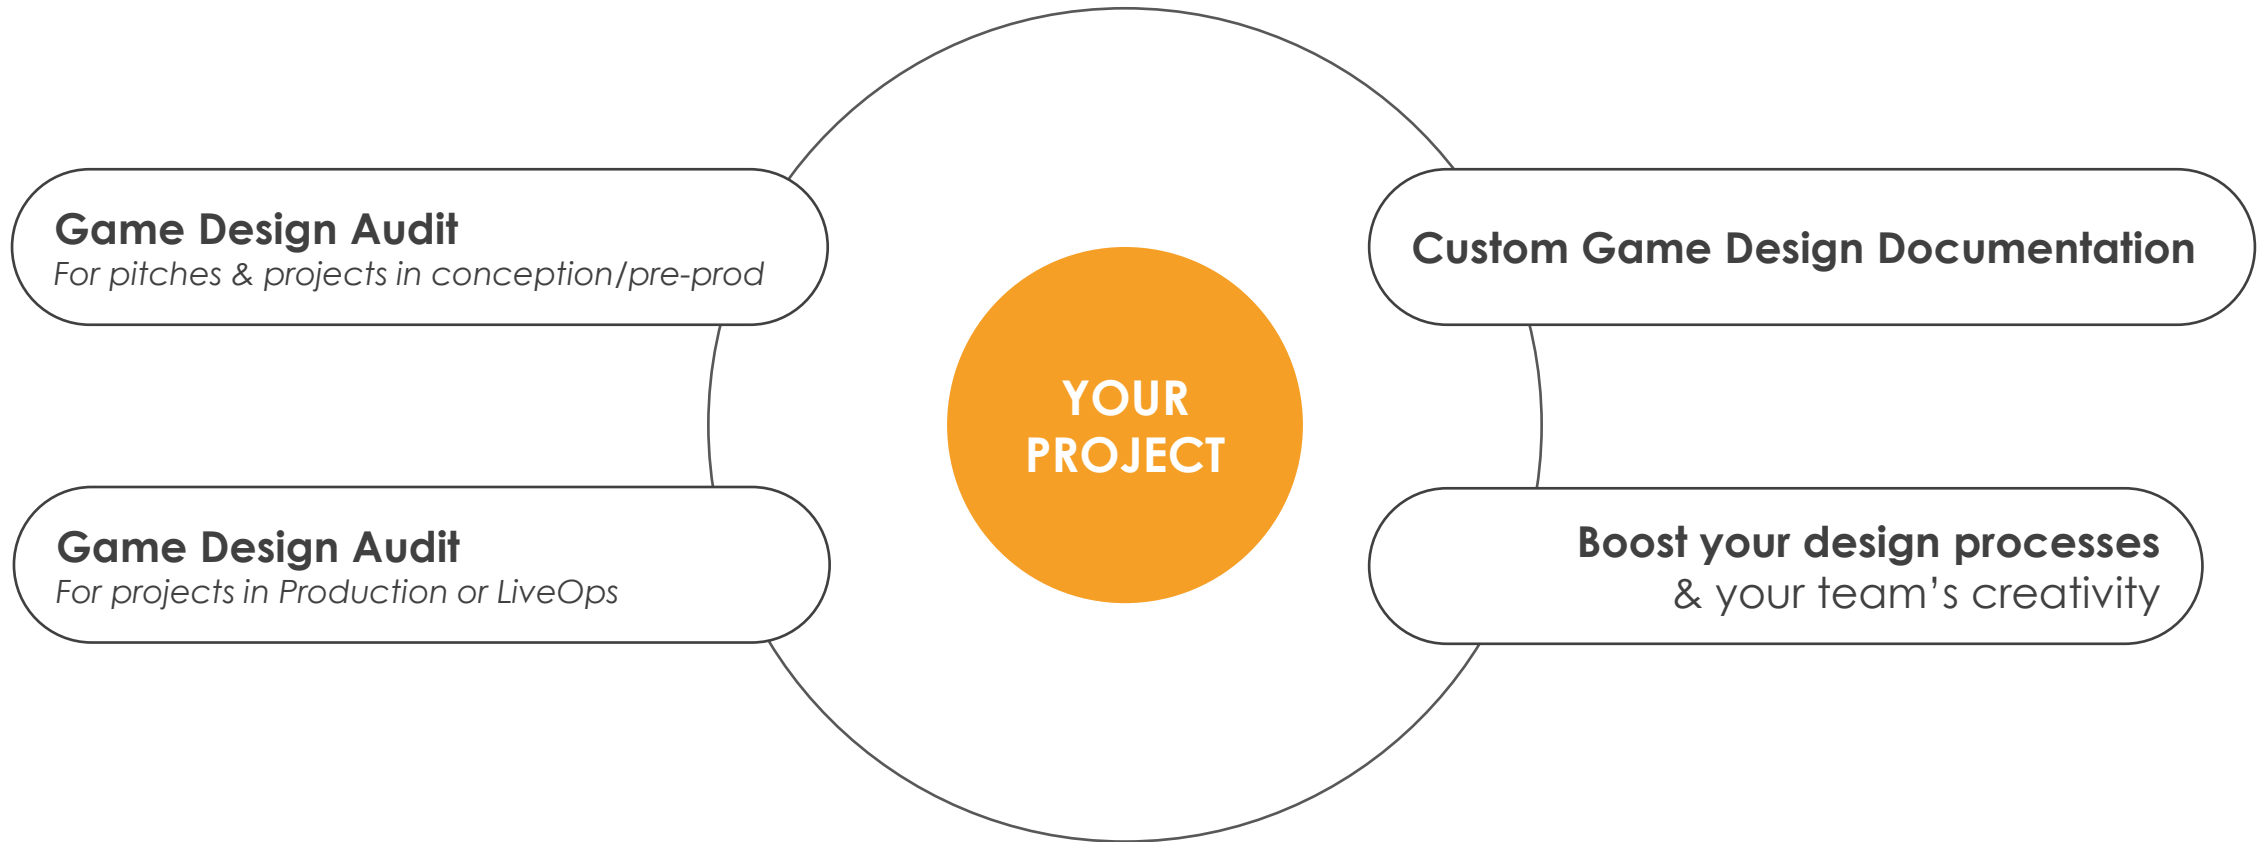 Game Design Audit
For pitches & projects in conception/pre-prod
Game Design Audit
For projects in Production or LiveOps
YOUR
PROJECT
Custom Game Design Documentation
Boost your design processes
& your team’s creativity